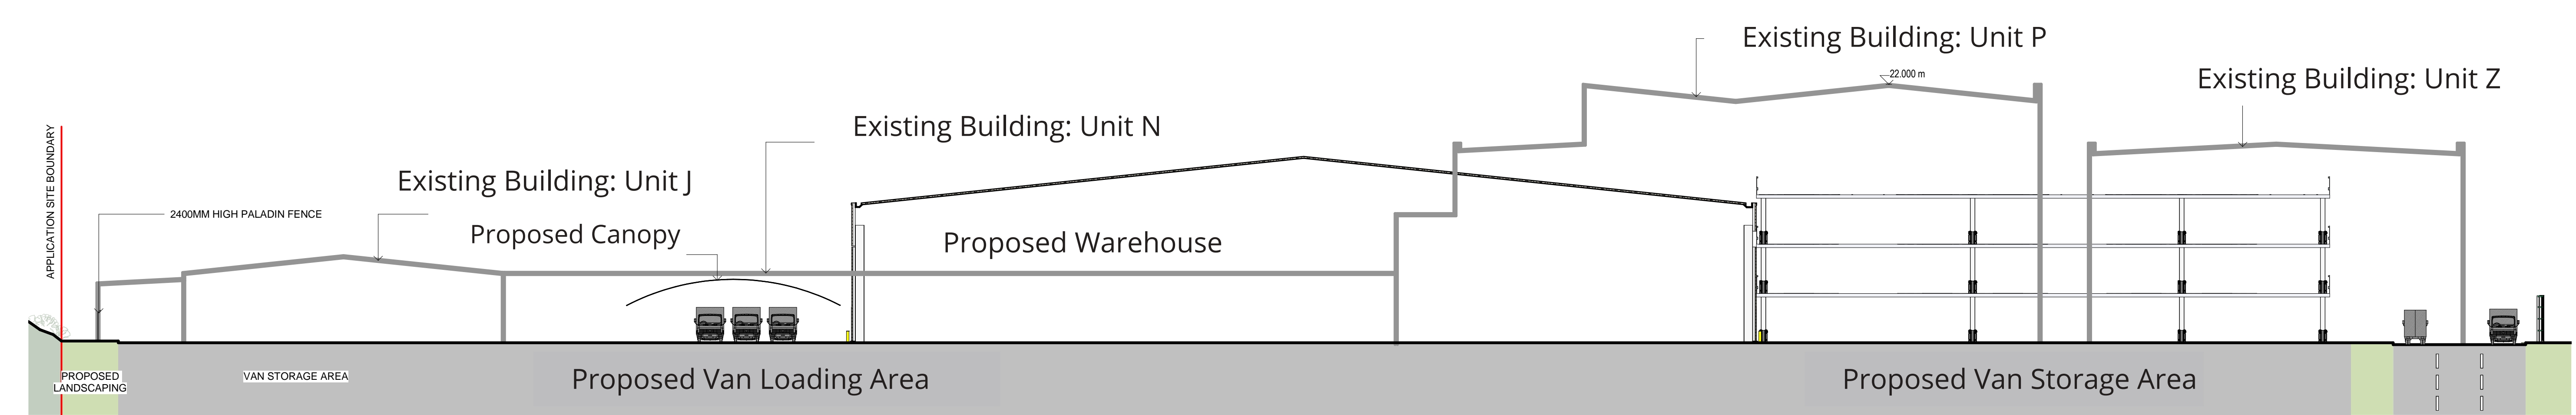 Existing Building: Unit P
22.000 m
Existing Building: Unit Z
Existing Building: Unit N
APPLICATION SITE BOUNDARY
Existing Building: Unit J
2400MM HIGH PALADIN FENCE
Proposed Canopy
Proposed Warehouse
PROPOSED
LANDSCAPING
VAN STORAGE AREA
Proposed Van Loading Area
Proposed Van Storage Area